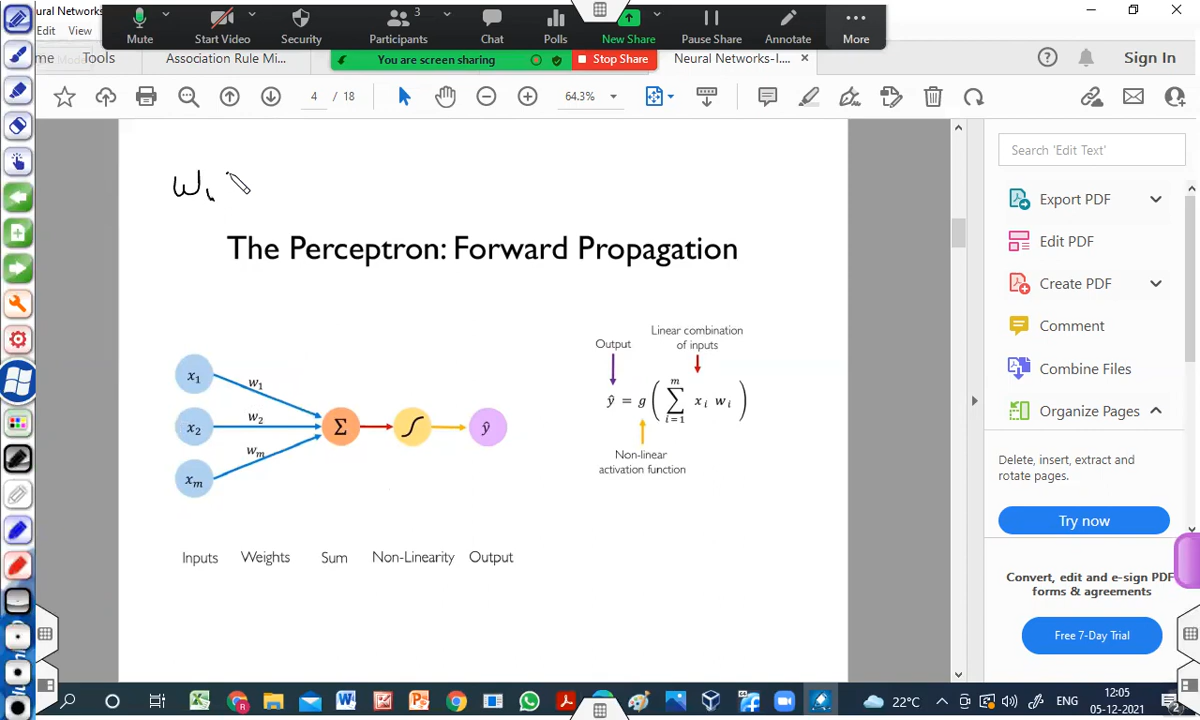 ural Networks
Edit View
Mute
Start Video
Security
3
Participants
Chat
Polls
New Share
Pause Share
Annotate
More
You are screen sharing
Stop Share
me
Tools
Association Rule Mi...
Neural Networks-I....
Sign In
4 / 18
64.3%
w₁
The Perceptron: Forward Propagation
x₁
x₂
xₘ
w₁
w₂
wₘ
Σ
ŷ
Inputs
Weights
Sum
Non-Linearity
Output
Output
Linear combination
of inputs
ŷ = g ( m ∑ i=1 xᵢ wᵢ )
Non-linear
activation function
Search 'Edit Text'
Export PDF
Edit PDF
Create PDF
Comment
Combine Files
Organize Pages
Delete, insert, extract and
rotate pages.
Try now
Convert, edit and e-sign PDF
forms & agreements
Free 7-Day Trial
22°C
ENG
12:05
05-12-2021
2